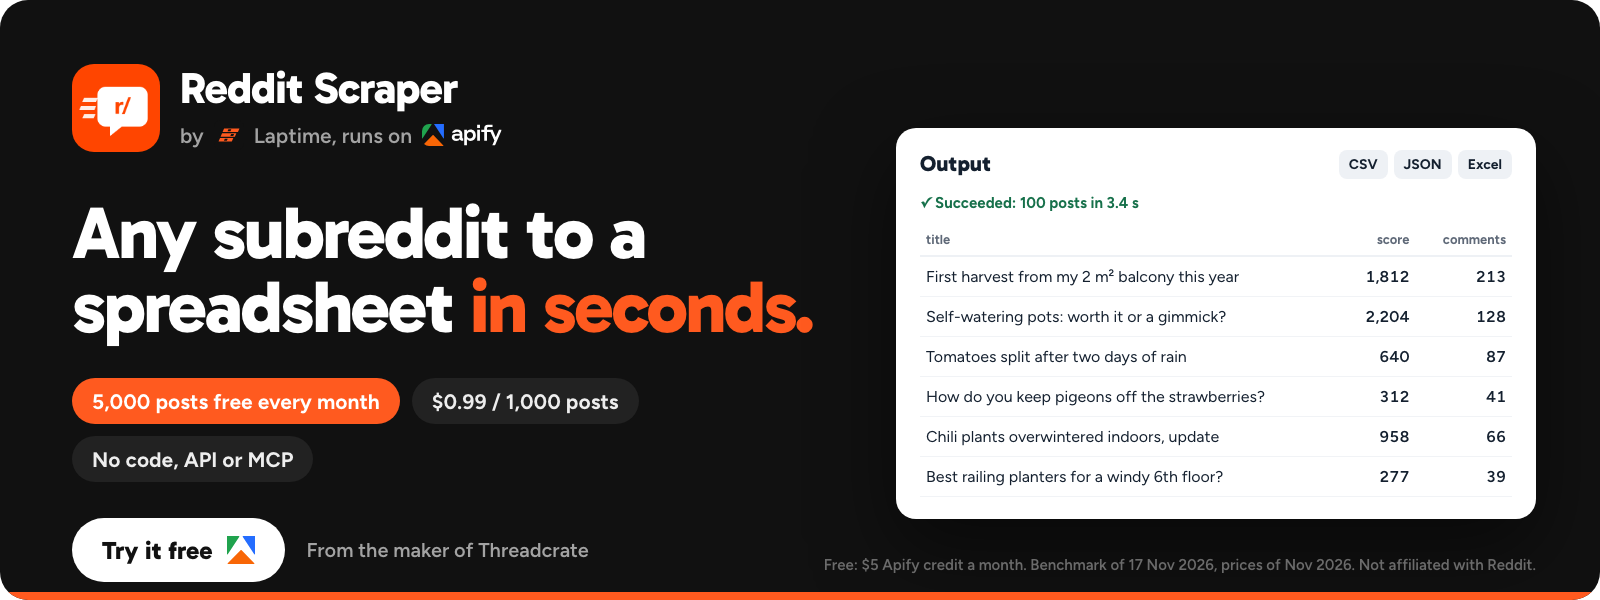 r/
Reddit Scraper
by Laptime, runs on apify
Any subreddit to a
spreadsheet in seconds.
5,000 posts free every month
$0.99 / 1,000 posts
No code, API or MCP
Try it free
From the maker of Threadcrate
Output
CSV JSON Excel
✓ Succeeded: 100 posts in 3.4 s
title score comments
First harvest from my 2 m² balcony this year 1,812 213
Self-watering pots: worth it or a gimmick? 2,204 128
Tomatoes split after two days of rain 640 87
How do you keep pigeons off the strawberries? 312 41
Chili plants overwintered indoors, update 958 66
Best railing planters for a windy 6th floor? 277 39
Free: $5 Apify credit a month. Benchmark of 17 Nov 2026, prices of Nov 2026. Not affiliated with Reddit.